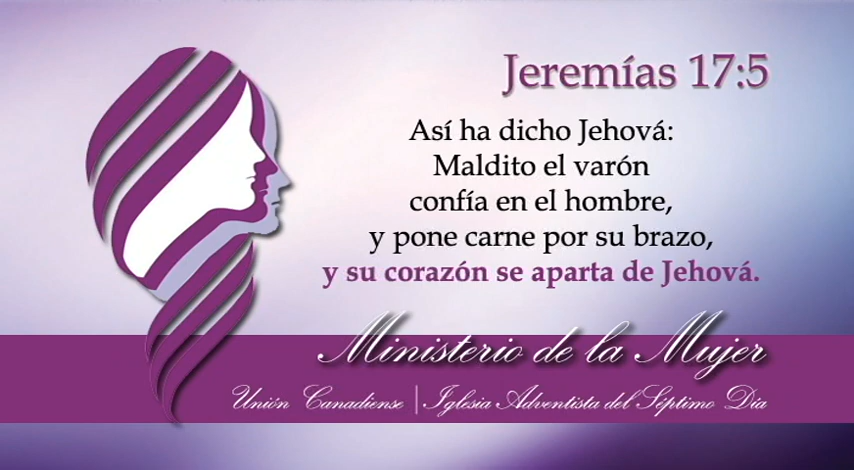 Jeremías 17:5
Así ha dicho Jehová:
Maldito el varón
confía en el hombre,
y pone carne por su brazo,
y su corazón se aparta de Jehová.
Ministerio de la Mujer
Unión Canadiense | Iglesia Adventista del Séptimo Día